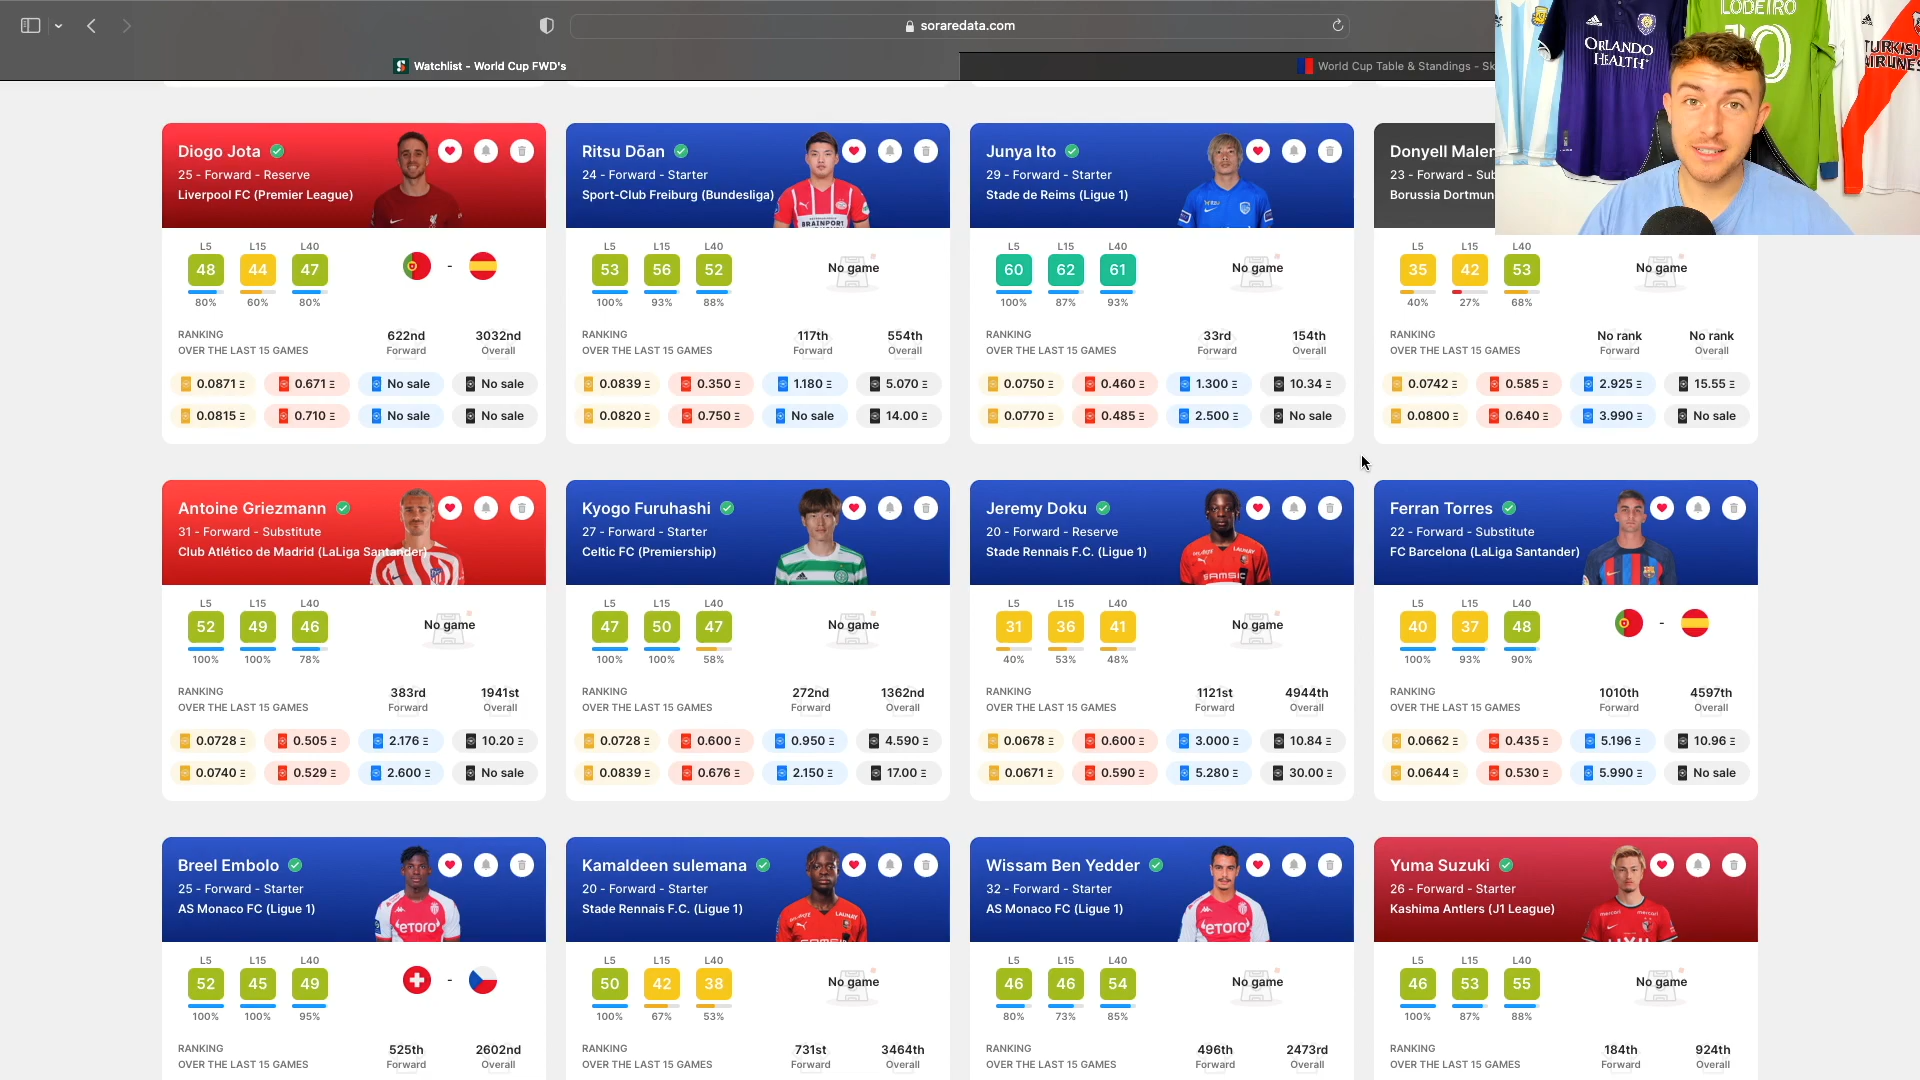 soraredata.com
Watchlist - World Cup FWD's
World Cup Table & Standings - Sk
LODEIRO
10
ORLANDO
HEALTH
TURKISH
AIRLINES
Diogo Jota
25 - Forward - Reserve
Liverpool FC (Premier League)
L5 L15 L40
48 44 47
-
80% 60% 80%
RANKING
OVER THE LAST 15 GAMES
622nd 3032nd
Forward Overall
0.0871 Ξ 0.671 Ξ No sale No sale
0.0815 Ξ 0.710 Ξ No sale No sale
Ritsu Dōan
24 - Forward - Starter
Sport-Club Freiburg (Bundesliga)
BRAINPORT
L5 L15 L40
53 56 52
No game
100% 93% 88%
RANKING
OVER THE LAST 15 GAMES
117th 554th
Forward Overall
0.0839 Ξ 0.350 Ξ 1.180 Ξ 5.070 Ξ
0.0820 Ξ 0.750 Ξ No sale 14.00 Ξ
Junya Ito
29 - Forward - Starter
Stade de Reims (Ligue 1)
L5 L15 L40
60 62 61
No game
100% 87% 93%
RANKING
OVER THE LAST 15 GAMES
33rd 154th
Forward Overall
0.0750 Ξ 0.460 Ξ 1.300 Ξ 10.34 Ξ
0.0770 Ξ 0.485 Ξ 2.500 Ξ No sale
Donyell Maler
23 - Forward - Sub
Borussia Dortmun
L5 L15 L40
35 42 53
No game
40% 27% 68%
RANKING
OVER THE LAST 15 GAMES
No rank No rank
Forward Overall
0.0742 Ξ 0.585 Ξ 2.925 Ξ 15.55 Ξ
0.0800 Ξ 0.640 Ξ 3.990 Ξ No sale
Antoine Griezmann
31 - Forward - Substitute
Club Atlético de Madrid (LaLiga Santander)
L5 L15 L40
52 49 46
No game
100% 100% 78%
RANKING
OVER THE LAST 15 GAMES
383rd 1941st
Forward Overall
0.0728 Ξ 0.505 Ξ 2.176 Ξ 10.20 Ξ
0.0740 Ξ 0.529 Ξ 2.600 Ξ No sale
Kyogo Furuhashi
27 - Forward - Starter
Celtic FC (Premiership)
L5 L15 L40
47 50 47
No game
100% 100% 58%
RANKING
OVER THE LAST 15 GAMES
272nd 1362nd
Forward Overall
0.0728 Ξ 0.600 Ξ 0.950 Ξ 4.590 Ξ
0.0839 Ξ 0.676 Ξ 2.150 Ξ 17.00 Ξ
Jeremy Doku
20 - Forward - Reserve
Stade Rennais F.C. (Ligue 1)
SAMSIC
L5 L15 L40
31 36 41
No game
40% 53% 48%
RANKING
OVER THE LAST 15 GAMES
1121st 4944th
Forward Overall
0.0678 Ξ 0.600 Ξ 3.000 Ξ 10.84 Ξ
0.0671 Ξ 0.590 Ξ 5.280 Ξ 30.00 Ξ
Ferran Torres
22 - Forward - Substitute
FC Barcelona (LaLiga Santander)
L5 L15 L40
40 37 48
-
100% 93% 90%
RANKING
OVER THE LAST 15 GAMES
1010th 4597th
Forward Overall
0.0662 Ξ 0.435 Ξ 5.196 Ξ 10.96 Ξ
0.0644 Ξ 0.530 Ξ 5.990 Ξ No sale
Breel Embolo
25 - Forward - Starter
AS Monaco FC (Ligue 1)
eToro
L5 L15 L40
52 45 49
-
100% 100% 95%
RANKING
OVER THE LAST 15 GAMES
525th 2602nd
Forward Overall
Kamaldeen sulemana
20 - Forward - Starter
Stade Rennais F.C. (Ligue 1)
L5 L15 L40
50 42 38
No game
100% 67% 53%
RANKING
OVER THE LAST 15 GAMES
731st 3464th
Forward Overall
Wissam Ben Yedder
32 - Forward - Starter
AS Monaco FC (Ligue 1)
eToro
L5 L15 L40
46 46 54
No game
80% 73% 85%
RANKING
OVER THE LAST 15 GAMES
496th 2473rd
Forward Overall
Yuma Suzuki
26 - Forward - Starter
Kashima Antlers (J1 League)
L5 L15 L40
46 53 55
No game
100% 87% 88%
RANKING
OVER THE LAST 15 GAMES
184th 924th
Forward Overall